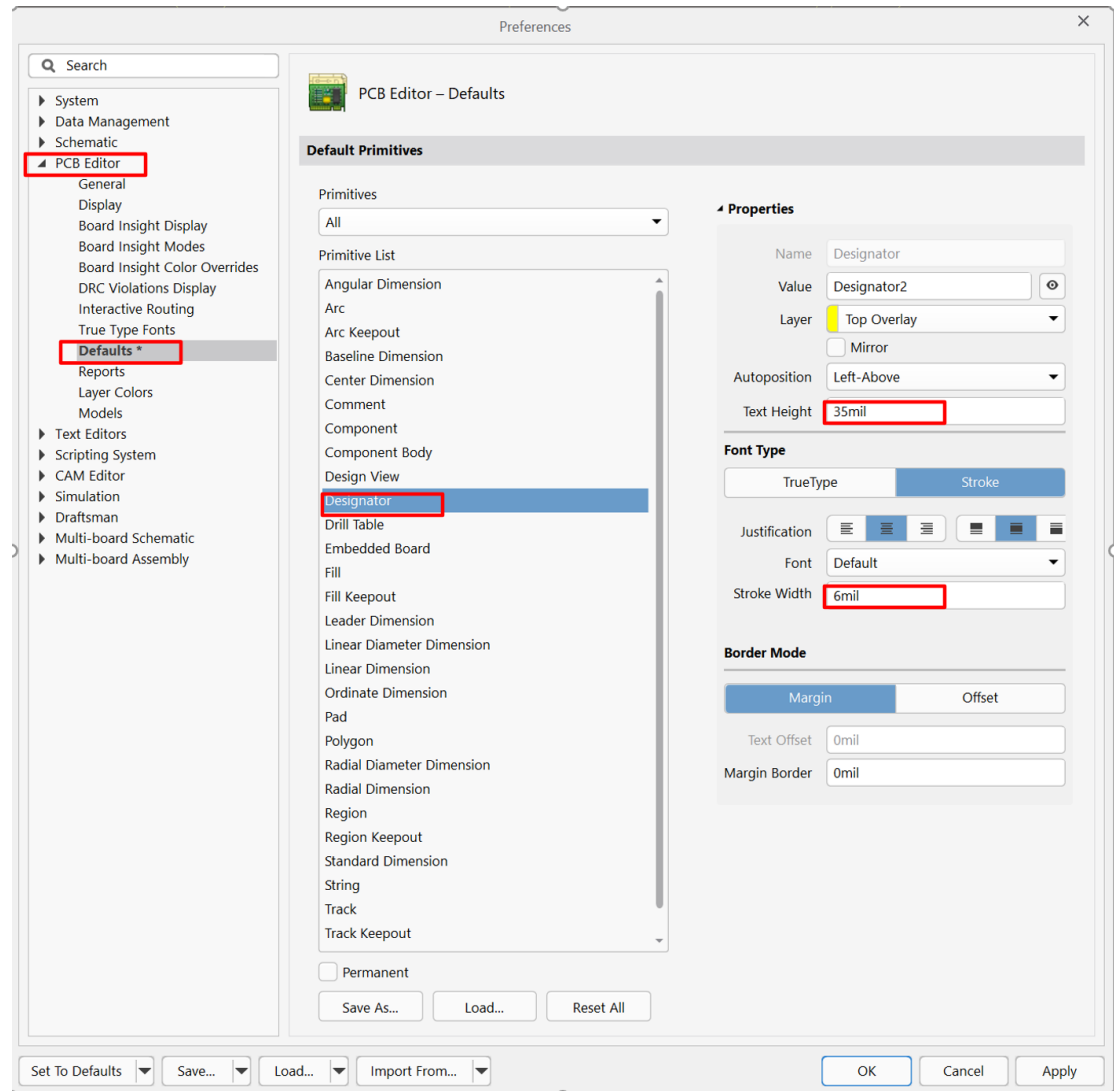 Preferences
Search
System
Data Management
Schematic
PCB Editor
General
Display
Board Insight Display
Board Insight Modes
Board Insight Color Overrides
DRC Violations Display
Interactive Routing
True Type Fonts
Defaults *
Reports
Layer Colors
Models
Text Editors
Scripting System
CAM Editor
Simulation
Draftsman
Multi-board Schematic
Multi-board Assembly
PCB Editor – Defaults
Default Primitives
Primitives
All
Primitive List
Angular Dimension
Arc
Arc Keepout
Baseline Dimension
Center Dimension
Comment
Component
Component Body
Design View
Designator
Drill Table
Embedded Board
Fill
Fill Keepout
Leader Dimension
Linear Diameter Dimension
Linear Dimension
Ordinate Dimension
Pad
Polygon
Radial Diameter Dimension
Radial Dimension
Region
Region Keepout
Standard Dimension
String
Track
Track Keepout
Permanent
Save As... Load... Reset All
Properties
Name Designator
Value Designator2
Layer Top Overlay
Mirror
Autoposition Left-Above
Text Height 35mil
Font Type
TrueType Stroke
Justification
Font Default
Stroke Width 6mil
Border Mode
Margin Offset
Text Offset 0mil
Margin Border 0mil
Set To Defaults Save... Load... Import From... OK Cancel Apply